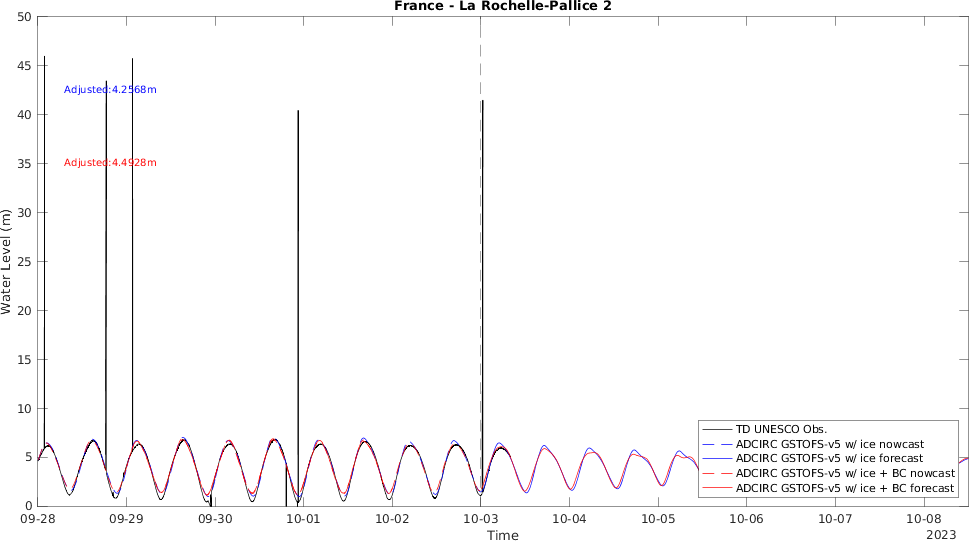 France - La Rochelle-Pallice 2
50
45
40
35
30
25
20
15
10
5
0
Water Level (m)
Adjusted:4.2568m
Adjusted:4.4928m
TD UNESCO Obs.
ADCIRC GSTOFS-v5 w/ ice nowcast
ADCIRC GSTOFS-v5 w/ ice forecast
ADCIRC GSTOFS-v5 w/ ice + BC nowcast
ADCIRC GSTOFS-v5 w/ ice + BC forecast
09-28 09-29 09-30 10-01 10-02 10-03 10-04 10-05 10-06 10-07 10-08
Time
2023